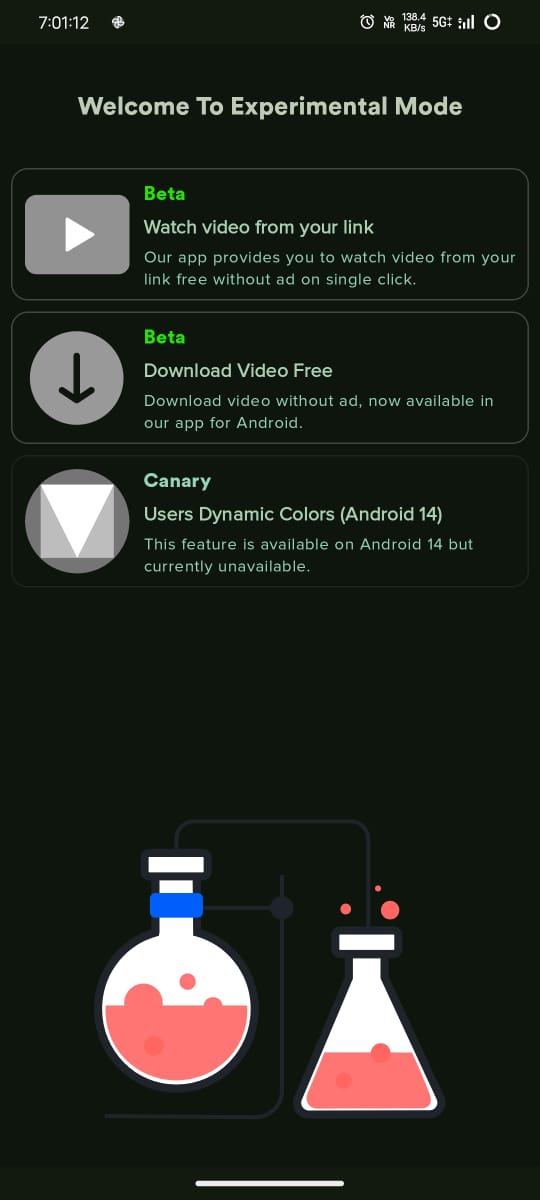 7:01:12
Vo NR
138.4 KB/s
5G
Welcome To Experimental Mode
Beta
Watch video from your link
Our app provides you to watch video from your
link free without ad on single click.
Beta
Download Video Free
Download video without ad, now available in
our app for Android.
Canary
Users Dynamic Colors (Android 14)
This feature is available on Android 14 but
currently unavailable.